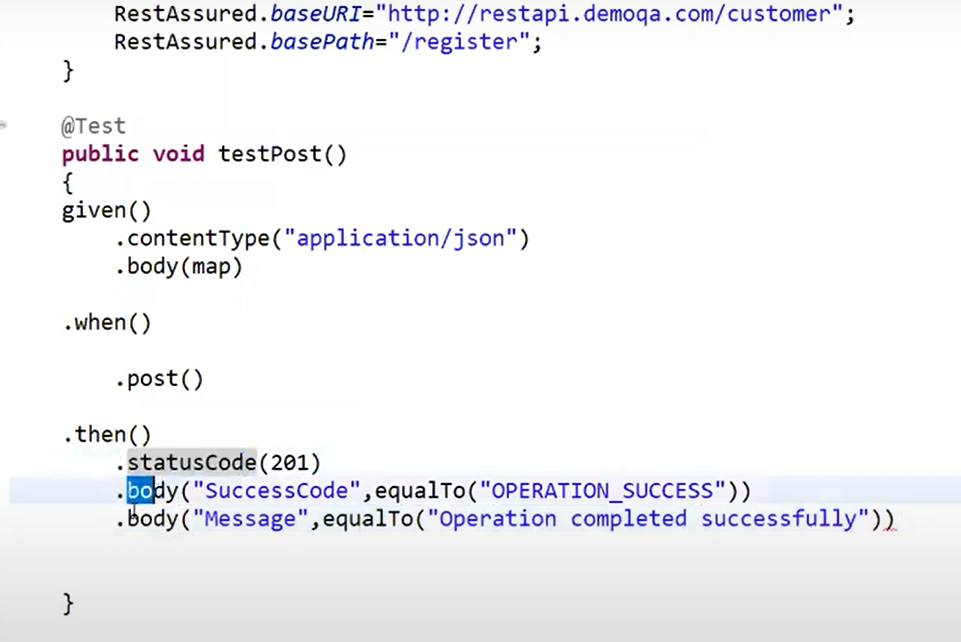 RestAssured.baseURI="http://restapi.demoqa.com/customer";
RestAssured.basePath="/register";
}
@Test
public void testPost()
{
given()
.contentType("application/json")
.body(map)
.when()
.post()
.then()
.statusCode(201)
.body("SuccessCode",equalTo("OPERATION_SUCCESS"))
.body("Message",equalTo("Operation completed successfully"))
}